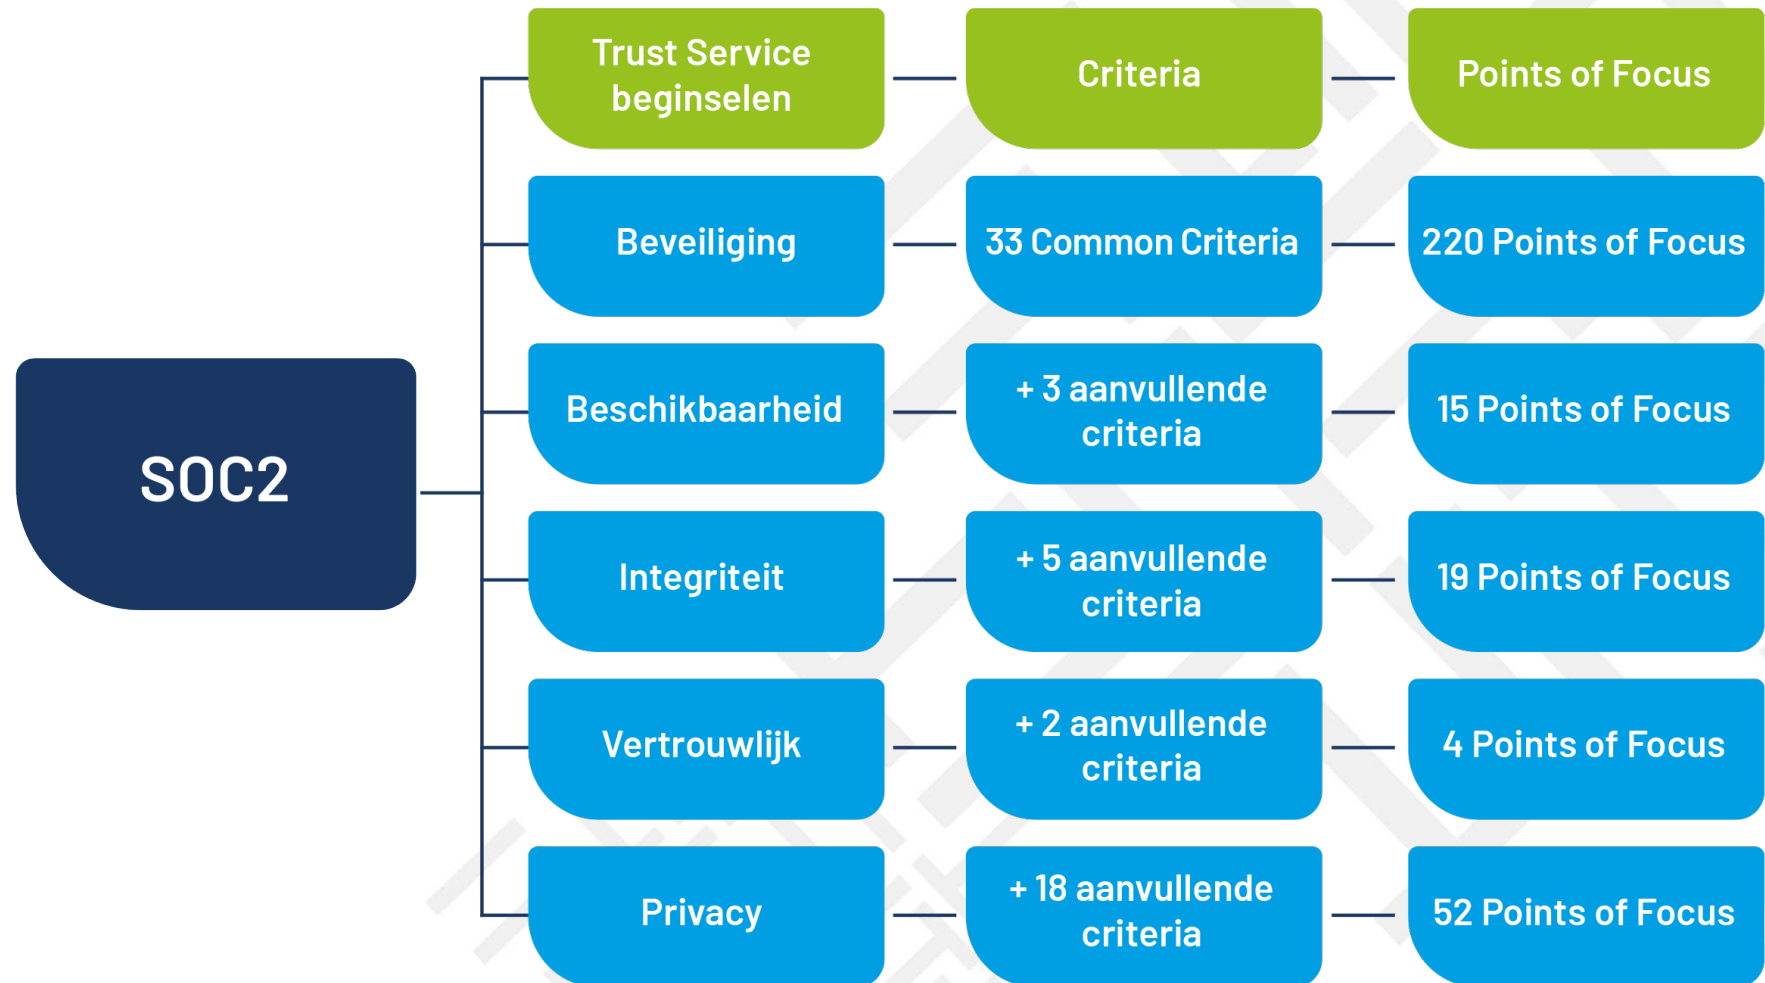 Trust Service
beginselen
Criteria
Points of Focus
Beveiliging
33 Common Criteria
220 Points of Focus
Beschikbaarheid
+ 3 aanvullende
criteria
15 Points of Focus
SOC2
Integriteit
+ 5 aanvullende
criteria
19 Points of Focus
Vertrouwlijk
+ 2 aanvullende
criteria
4 Points of Focus
Privacy
+ 18 aanvullende
criteria
52 Points of Focus